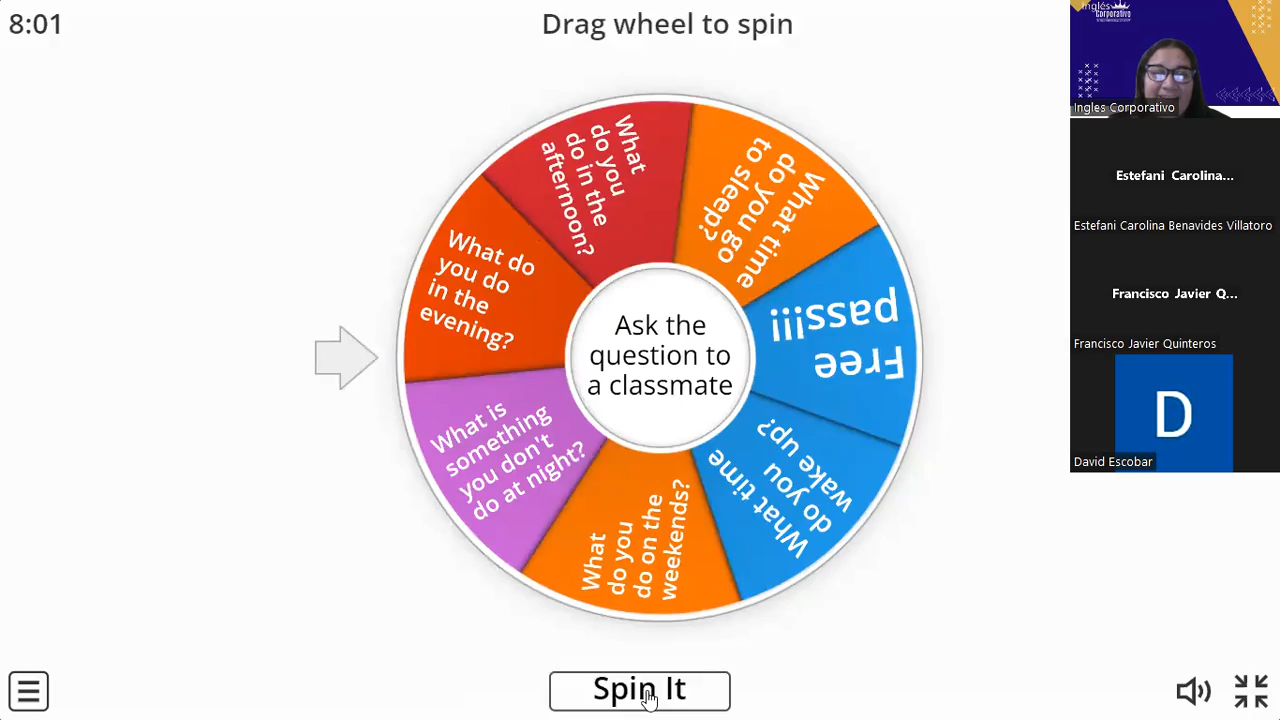 8:01
Drag wheel to spin
What
do you
do in the
afternoon?
What time
do you go
to sleep?
Free
pass!!!
What time
do you
wake up?
What
do you
do on the
weekends?
What is
something
you don't
do at night?
What do
you do
in the
evening?
Ask the
question to
a classmate
Spin It
Inglés
corporativo
Ingles Corporativo
Estefani Carolina...
Estefani Carolina Benavides Villatoro
Francisco Javier Q...
Francisco Javier Quinteros
D
David Escobar